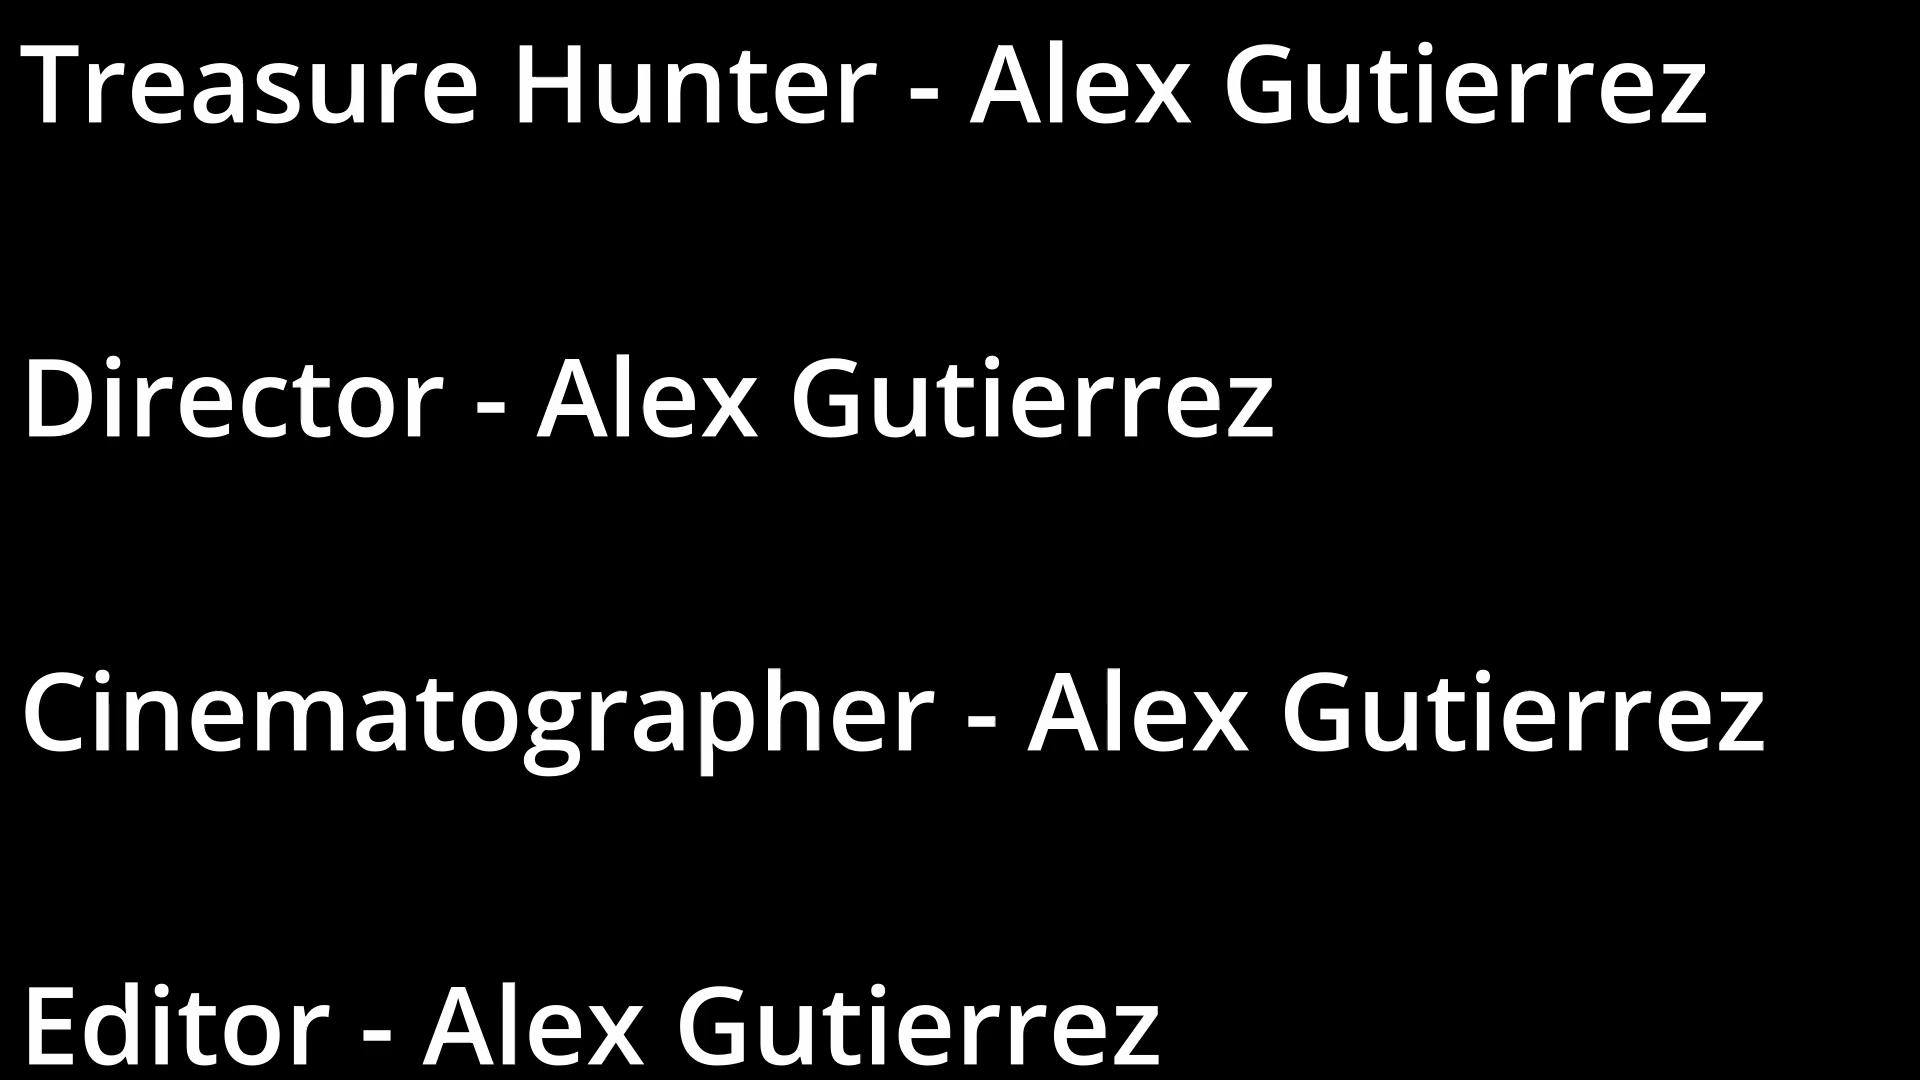 Treasure Hunter - Alex Gutierrez
Director - Alex Gutierrez
Cinematographer - Alex Gutierrez
Editor - Alex Gutierrez